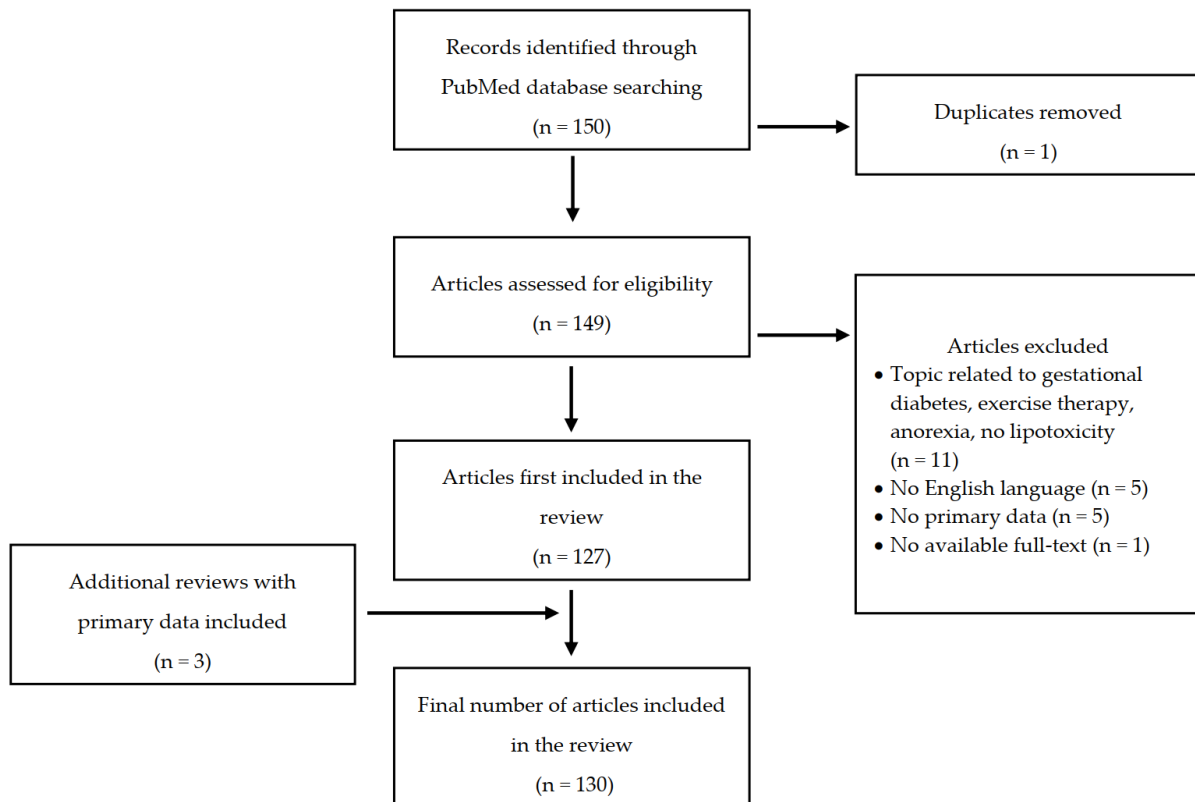 Records identified through
PubMed database searching
(n = 150)
Duplicates removed
(n = 1)
Articles assessed for eligibility
(n = 149)
Articles excluded
• Topic related to gestational
diabetes, exercise therapy,
anorexia, no lipotoxicity
(n = 11)
• No English language (n = 5)
• No primary data (n = 5)
• No available full-text (n = 1)
Articles first included in the
review
(n = 127)
Additional reviews with
primary data included
(n = 3)
Final number of articles included
in the review
(n = 130)